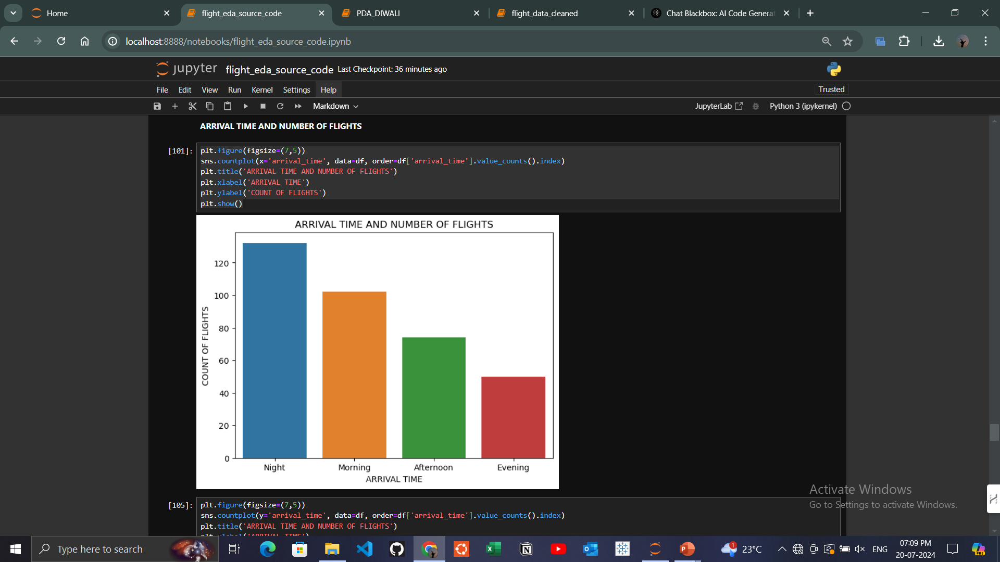 Home
flight_eda_source_code
PDA_DIWALI
flight_data_cleaned
Chat Blackbox: AI Code Generat
localhost:8888/notebooks/flight_eda_source_code.ipynb
jupyter flight_eda_source_code Last Checkpoint: 36 minutes ago
File Edit View Run Kernel Settings Help
Trusted
Markdown
JupyterLab
Python 3 (ipykernel)
ARRIVAL TIME AND NUMBER OF FLIGHTS
[101]:
plt.figure(figsize=(7,5))
sns.countplot(x='arrival_time', data=df, order=df['arrival_time'].value_counts().index)
plt.title('ARRIVAL TIME AND NUMBER OF FLIGHTS')
plt.xlabel('ARRIVAL TIME')
plt.ylabel('COUNT OF FLIGHTS')
plt.show()
ARRIVAL TIME AND NUMBER OF FLIGHTS
COUNT OF FLIGHTS
120
100
80
60
40
20
0
Night Morning Afternoon Evening
ARRIVAL TIME
Activate Windows
Go to Settings to activate Windows.
[105]:
plt.figure(figsize=(7,5))
sns.countplot(y='arrival_time', data=df, order=df['arrival_time'].value_counts().index)
plt.title('ARRIVAL TIME AND NUMBER OF FLIGHTS')
Type here to search
1
23°C
ENG
07:09 PM
20-07-2024
PRE